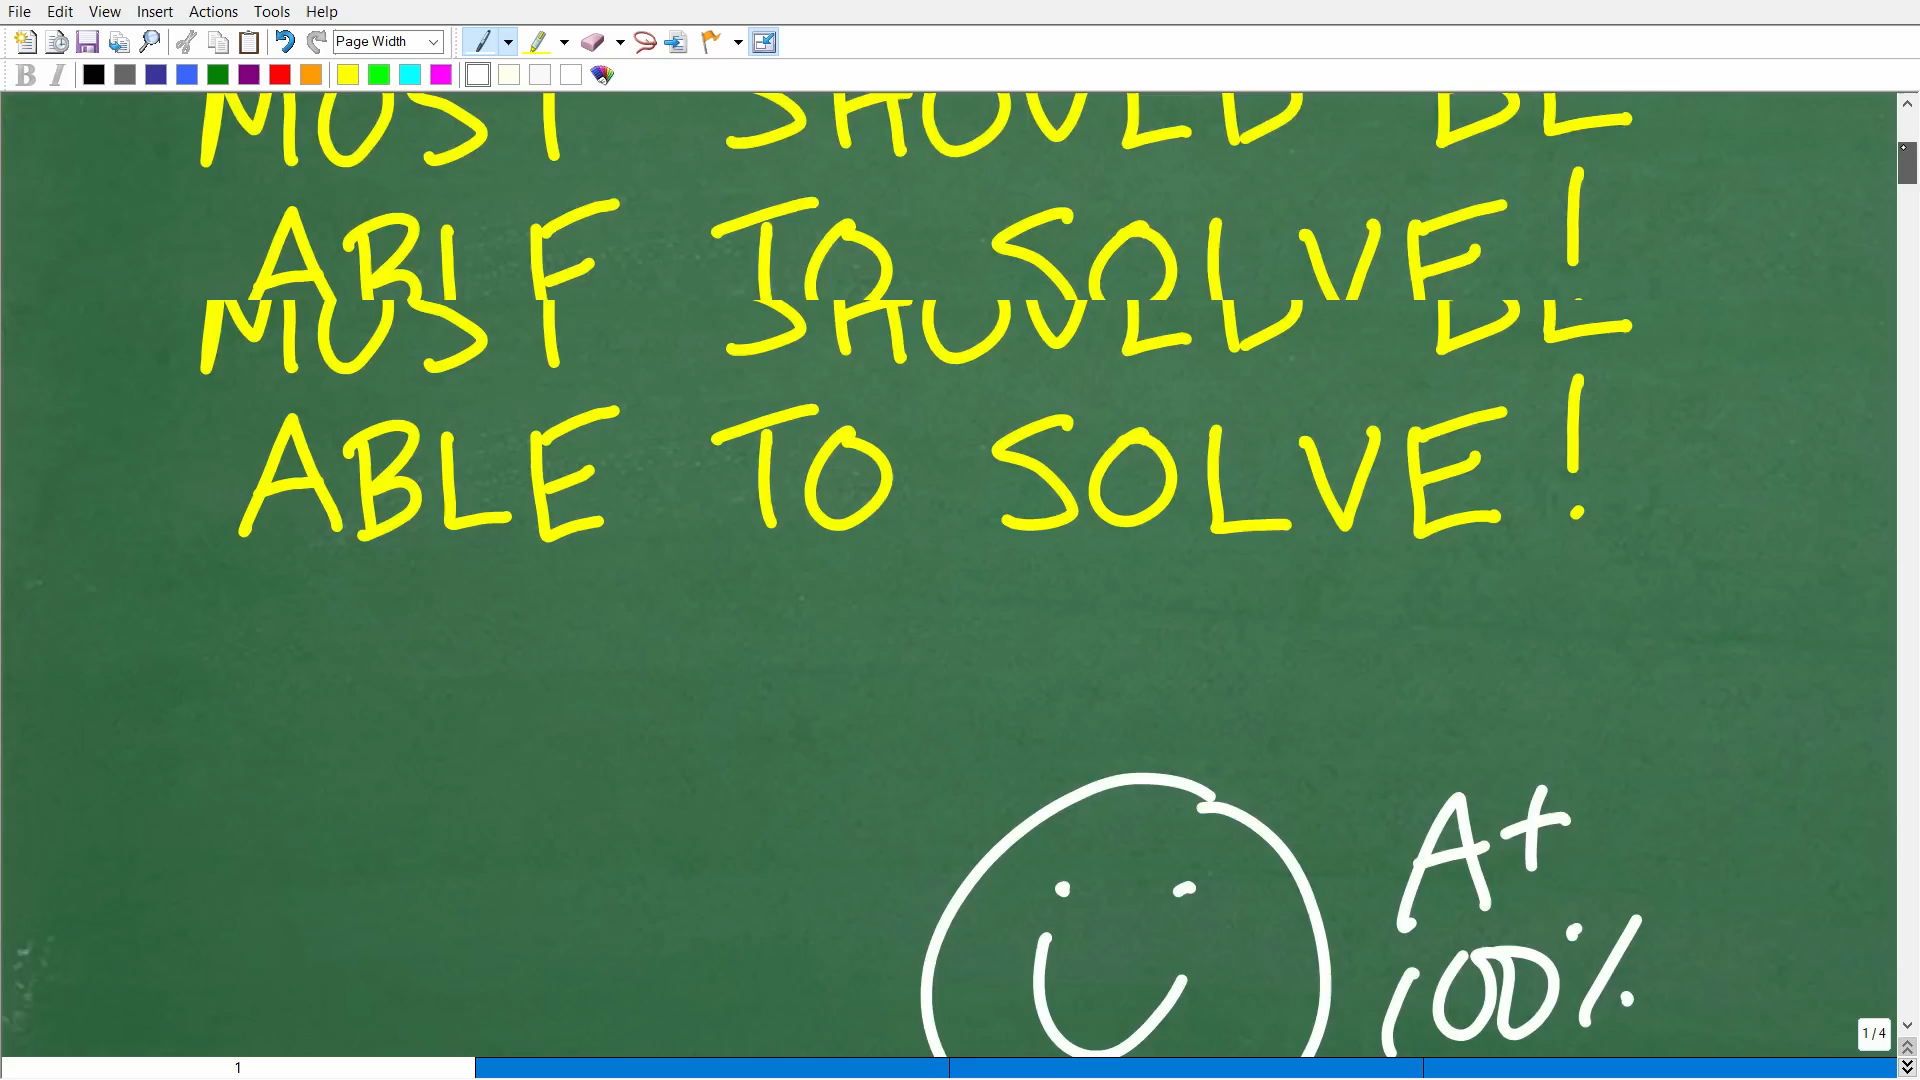 File Edit View Insert Actions Tools Help
Page Width
B I
MOST SHOULD BE
ABLE TO SOLVE!
MOST SHOULD BE
ABLE TO SOLVE!
A+
100%
1 / 4
1